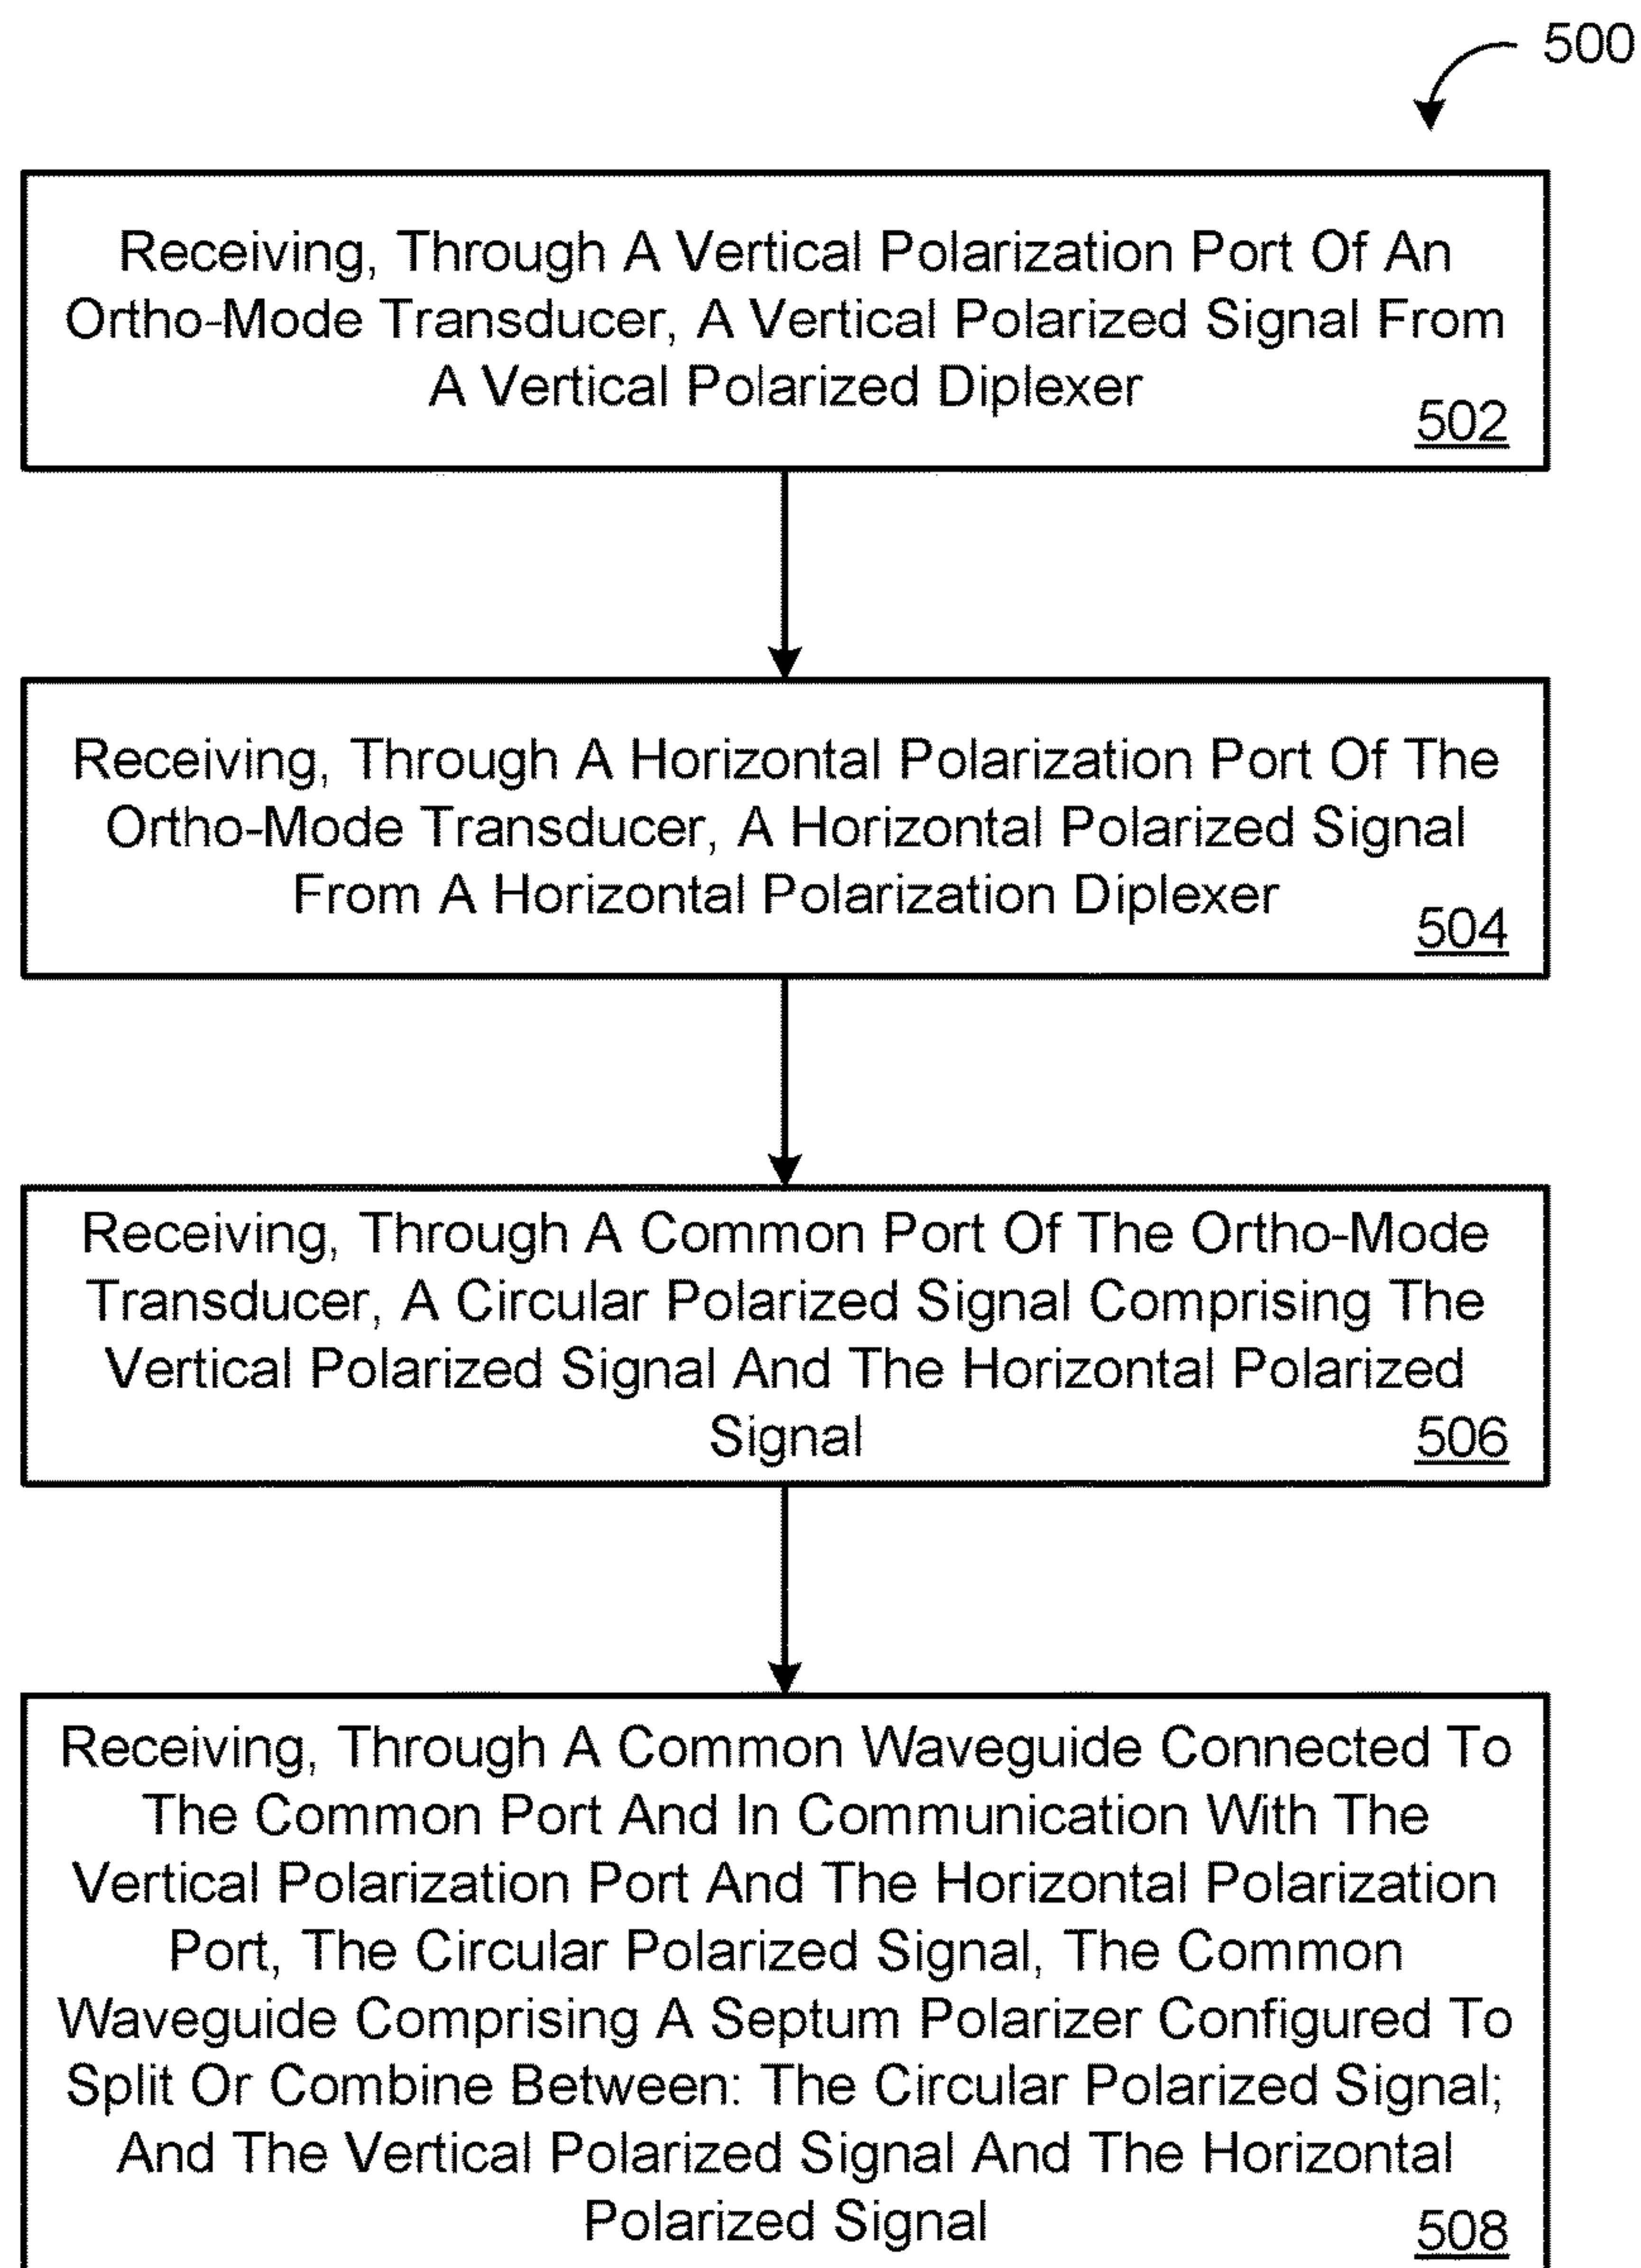 500
Receiving, Through A Vertical Polarization Port Of An
Ortho-Mode Transducer, A Vertical Polarized Signal From
A Vertical Polarized Diplexer
502
Receiving, Through A Horizontal Polarization Port Of The
Ortho-Mode Transducer, A Horizontal Polarized Signal
From A Horizontal Polarization Diplexer
504
Receiving, Through A Common Port Of The Ortho-Mode
Transducer, A Circular Polarized Signal Comprising The
Vertical Polarized Signal And The Horizontal Polarized
Signal
506
Receiving, Through A Common Waveguide Connected To
The Common Port And In Communication With The
Vertical Polarization Port And The Horizontal Polarization
Port, The Circular Polarized Signal, The Common
Waveguide Comprising A Septum Polarizer Configured To
Split Or Combine Between: The Circular Polarized Signal;
And The Vertical Polarized Signal And The Horizontal
Polarized Signal
508